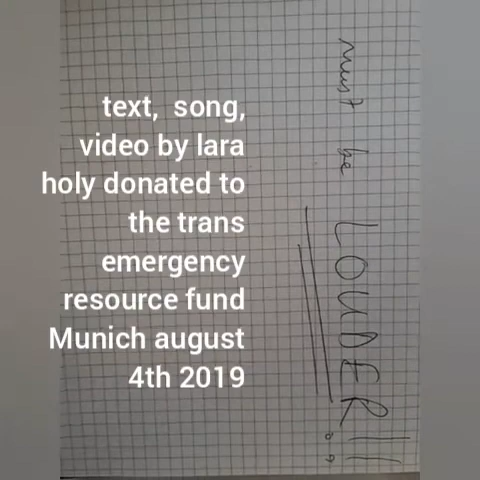 text, song,
video by lara
holy donated to
the trans
emergency
resource fund
Munich august
4th 2019
must be LOUDER!!